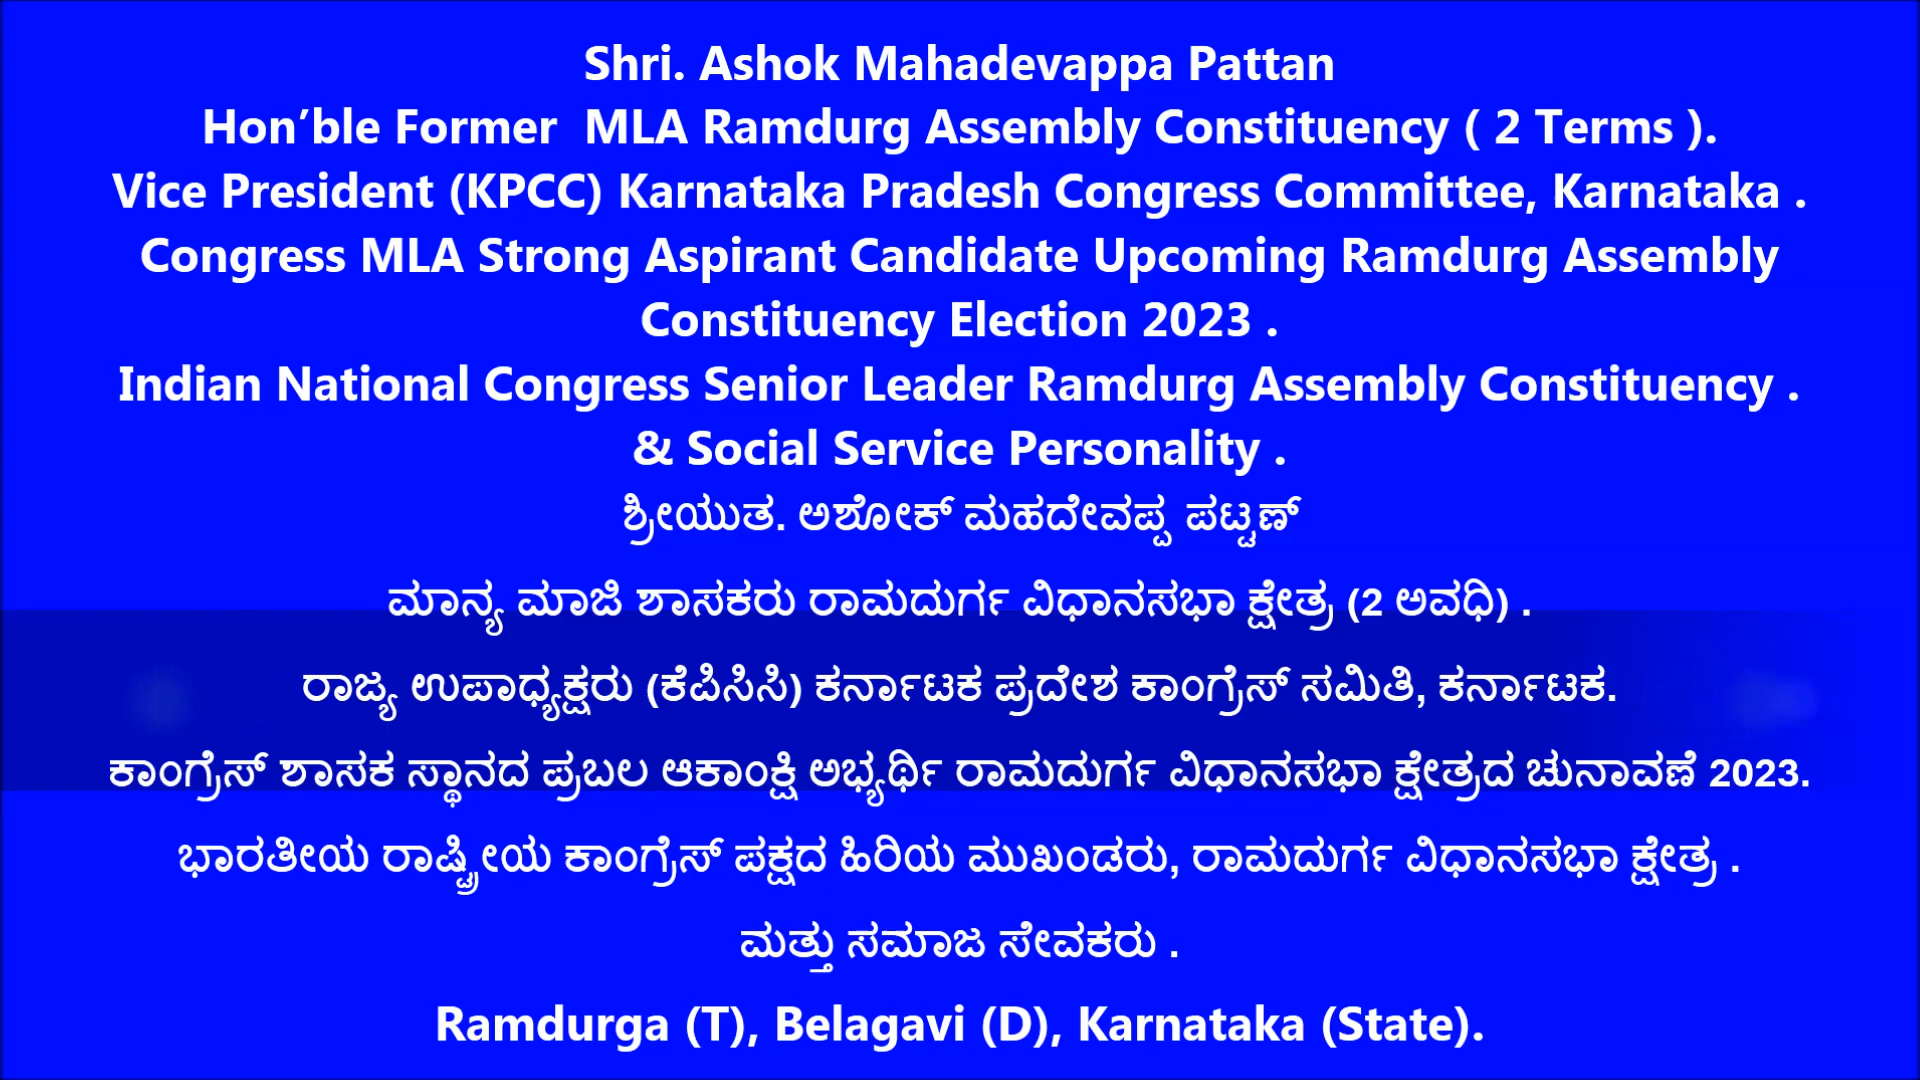 Shri. Ashok Mahadevappa Pattan
Hon’ble Former  MLA Ramdurg Assembly Constituency ( 2 Terms ).
Vice President (KPCC) Karnataka Pradesh Congress Committee, Karnataka .
Congress MLA Strong Aspirant Candidate Upcoming Ramdurg Assembly
Constituency Election 2023 .
Indian National Congress Senior Leader Ramdurg Assembly Constituency .
& Social Service Personality .
ಶ್ರೀಯುತ. ಅಶೋಕ್ ಮಹದೇವಪ್ಪ ಪಟ್ಟಣ್
ಮಾನ್ಯ ಮಾಜಿ ಶಾಸಕರು ರಾಮದುರ್ಗ ವಿಧಾನಸಭಾ ಕ್ಷೇತ್ರ (2 ಅವಧಿ) .
ರಾಜ್ಯ ಉಪಾಧ್ಯಕ್ಷರು (ಕೆಪಿಸಿಸಿ) ಕರ್ನಾಟಕ ಪ್ರದೇಶ ಕಾಂಗ್ರೆಸ್ ಸಮಿತಿ, ಕರ್ನಾಟಕ.
ಕಾಂಗ್ರೆಸ್ ಶಾಸಕ ಸ್ಥಾನದ ಪ್ರಬಲ ಆಕಾಂಕ್ಷಿ ಅಭ್ಯರ್ಥಿ ರಾಮದುರ್ಗ ವಿಧಾನಸಭಾ ಕ್ಷೇತ್ರದ ಚುನಾವಣೆ 2023.
ಭಾರತೀಯ ರಾಷ್ಟ್ರೀಯ ಕಾಂಗ್ರೆಸ್ ಪಕ್ಷದ ಹಿರಿಯ ಮುಖಂಡರು, ರಾಮದುರ್ಗ ವಿಧಾನಸಭಾ ಕ್ಷೇತ್ರ .
ಮತ್ತು ಸಮಾಜ ಸೇವಕರು .
Ramdurga (T), Belagavi (D), Karnataka (State).